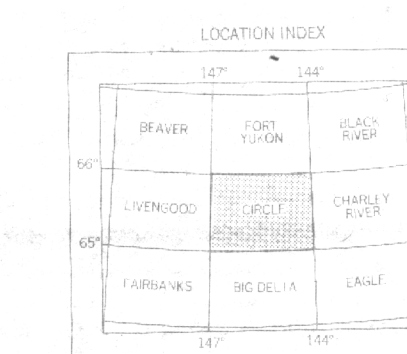 LOCATION INDEX
147° 144°
BEAVER FORT YUKON BLACK RIVER
66°
LIVENGOOD CIRCLE CHARLEY RIVER
65°
FAIRBANKS BIG DELTA EAGLE
147° 144°